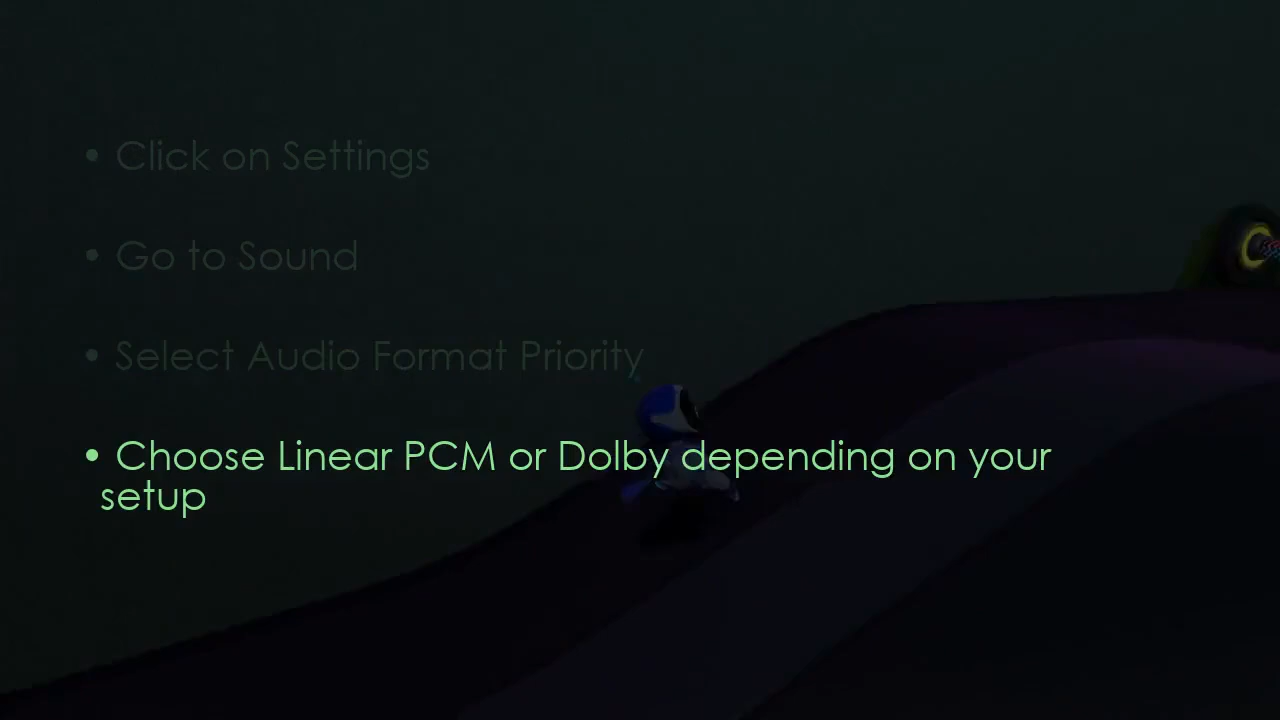 • Click on Settings
• Go to Sound
• Select Audio Format Priority
• Choose Linear PCM or Dolby depending on your
setup